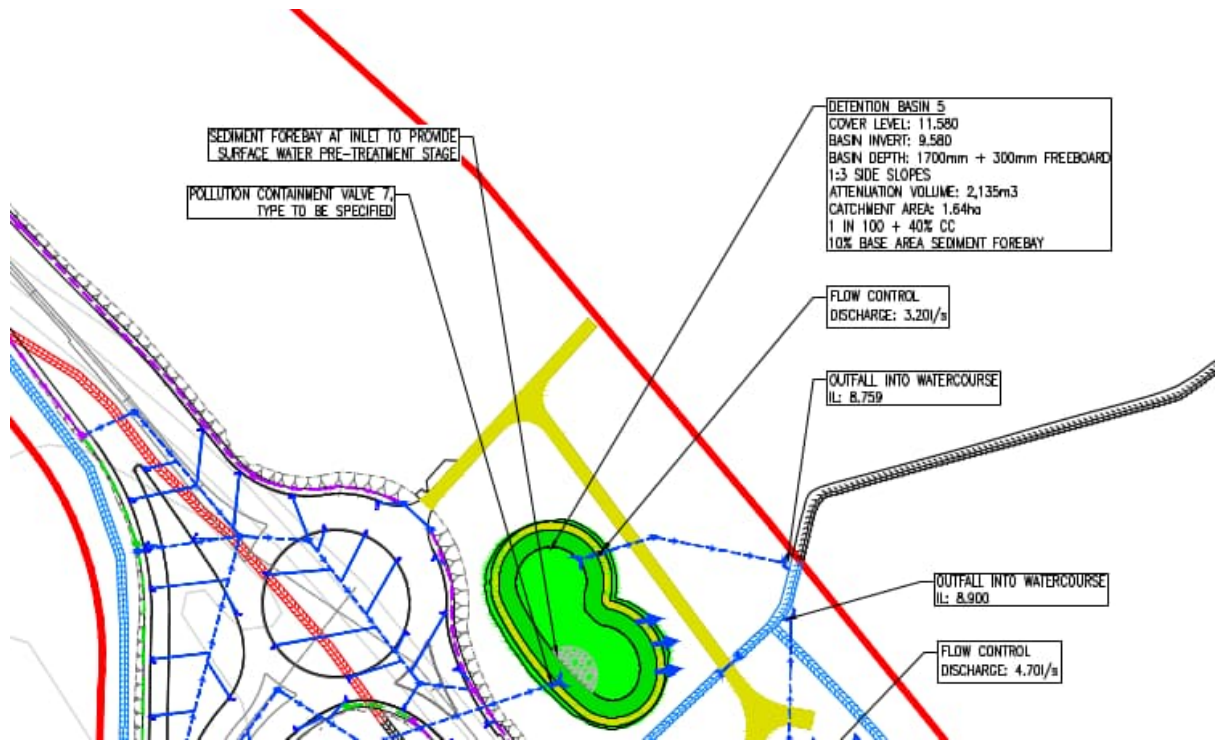 SEDIMENT FOREBAY AT INLET TO PROVIDE
SURFACE WATER PRE-TREATMENT STAGE
POLLUTION CONTAINMENT VALVE 7,
TYPE TO BE SPECIFIED
DETENTION BASIN 5
COVER LEVEL: 11.580
BASIN INVERT: 9.580
BASIN DEPTH: 1700mm + 300mm FREEBOARD
1:3 SIDE SLOPES
ATTENUATION VOLUME: 2,135m3
CATCHMENT AREA: 1.64ha
1 IN 100 + 40% CC
10% BASE AREA SEDIMENT FOREBAY
FLOW CONTROL
DISCHARGE: 3.20l/s
OUTFALL INTO WATERCOURSE
IL: 8.759
OUTFALL INTO WATERCOURSE
IL: 8.900
FLOW CONTROL
DISCHARGE: 4.70l/s